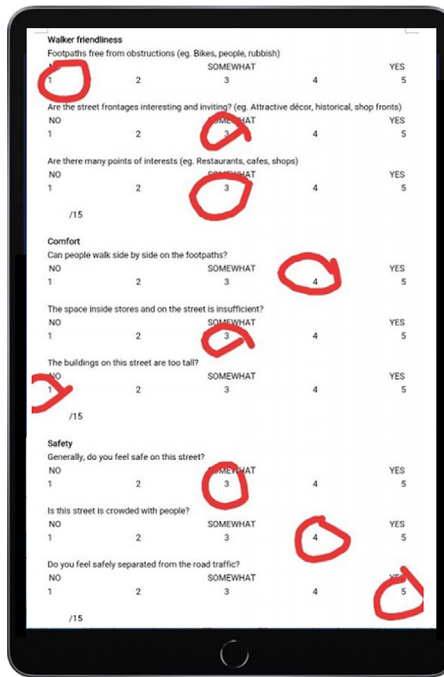 Walker friendliness
Footpaths free from obstructions (eg. Bikes, people, rubbish)
NO SOMEWHAT YES
1 2 3 4 5
Are the street frontages interesting and inviting? (eg. Attractive décor, historical, shop fronts)
NO SOMEWHAT YES
1 2 3 4 5
Are there many points of interests (eg. Restaurants, cafes, shops)
NO SOMEWHAT YES
1 2 3 4 5
/15
Comfort
Can people walk side by side on the footpaths?
NO SOMEWHAT YES
1 2 3 4 5
The space inside stores and on the street is insufficient?
NO SOMEWHAT YES
1 2 3 4 5
The buildings on this street are too tall?
NO SOMEWHAT YES
1 2 3 4 5
/15
Safety
Generally, do you feel safe on this street?
NO SOMEWHAT YES
1 2 3 4 5
Is this street is crowded with people?
NO SOMEWHAT YES
1 2 3 4 5
Do you feel safely separated from the road traffic?
NO SOMEWHAT YES
1 2 3 4 5
/15